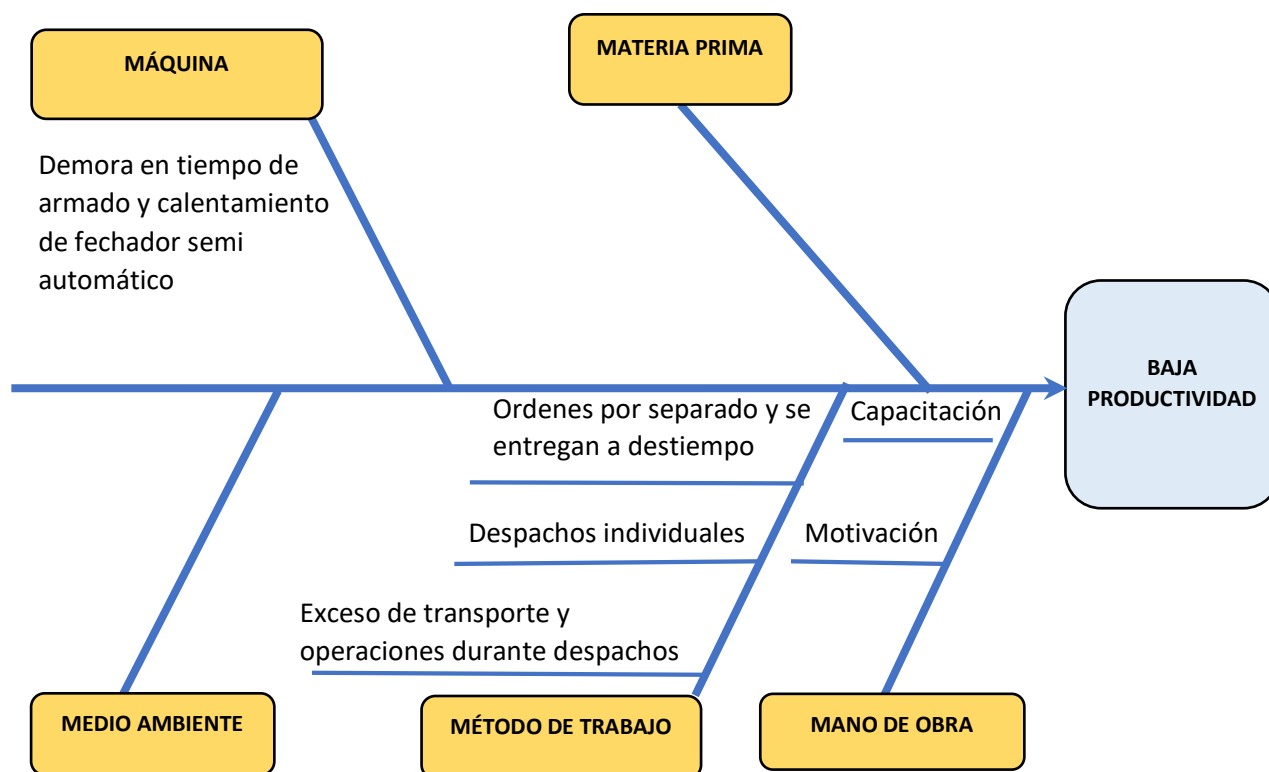 MÁQUINA
MATERIA PRIMA
Demora en tiempo de
armado y calentamiento
de fechador semi
automático
BAJA
PRODUCTIVIDAD
Ordenes por separado y se
entregan a destiempo
Capacitación
Despachos individuales
Motivación
Exceso de transporte y
operaciones durante despachos
MEDIO AMBIENTE
MÉTODO DE TRABAJO
MANO DE OBRA